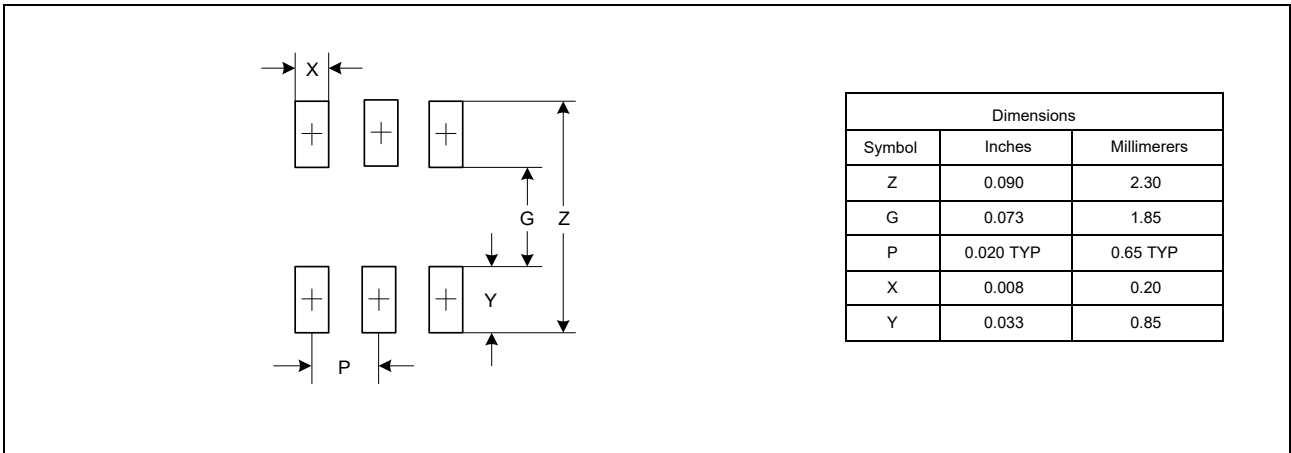 X
G
Z
Y
P
Dimensions
Symbol Inches Millimerers
Z 0.090 2.30
G 0.073 1.85
P 0.020 TYP 0.65 TYP
X 0.008 0.20
Y 0.033 0.85